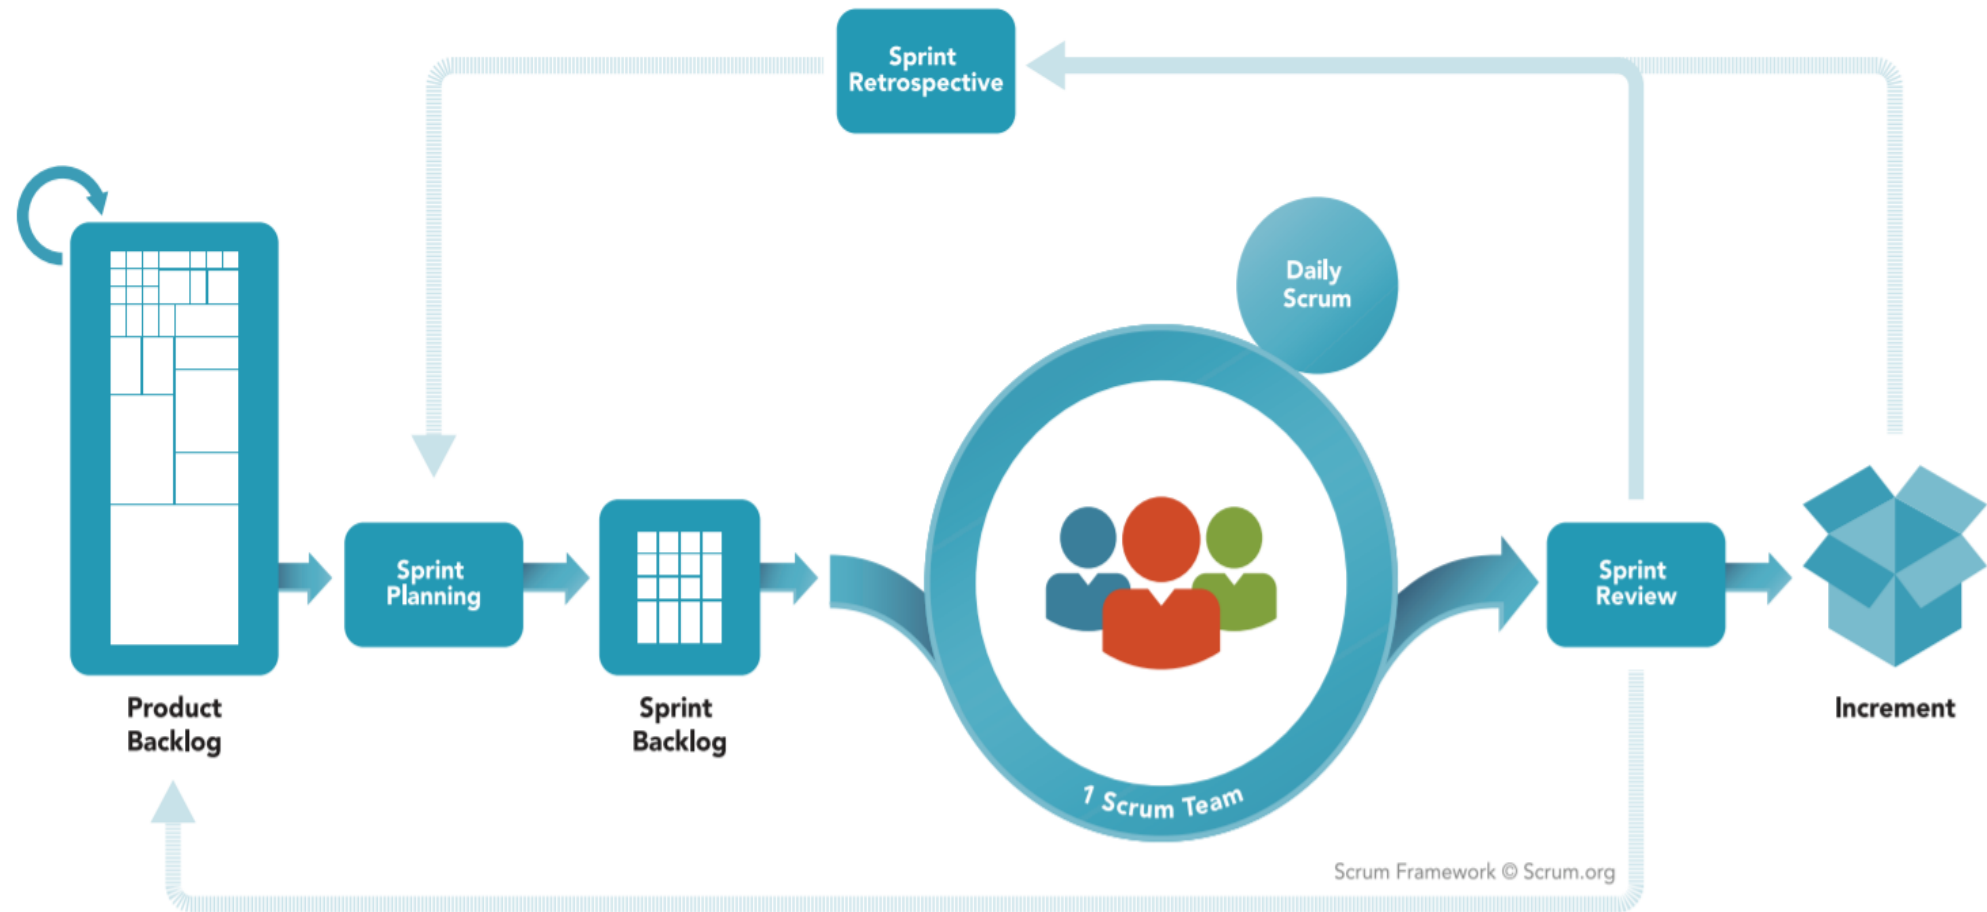 Sprint
Retrospective
Daily
Scrum
Sprint
Planning
Sprint
Review
Product
Backlog
Sprint
Backlog
Increment
1 Scrum Team
Scrum Framework © Scrum.org